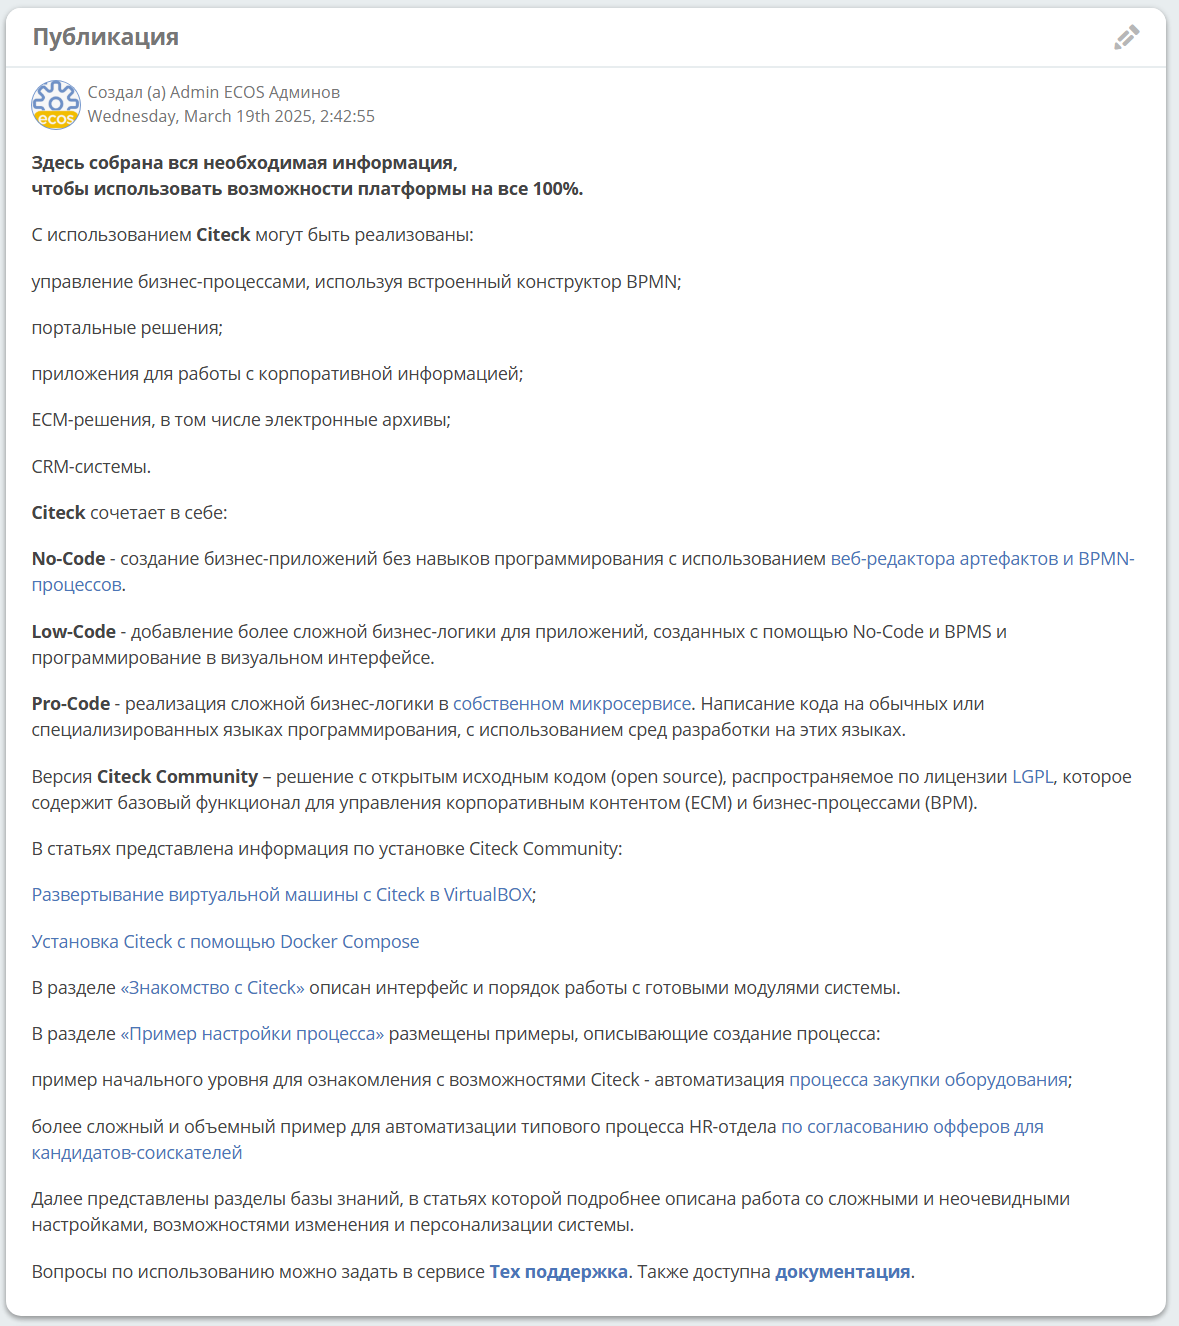 Публикация
ecos
Создал (а) Admin ECOS Админов
Wednesday, March 19th 2025, 2:42:55
Здесь собрана вся необходимая информация,
чтобы использовать возможности платформы на все 100%.
С использованием Citeck могут быть реализованы:
управление бизнес-процессами, используя встроенный конструктор BPMN;
портальные решения;
приложения для работы с корпоративной информацией;
ECM-решения, в том числе электронные архивы;
CRM-системы.
Citeck сочетает в себе:
No-Code - создание бизнес-приложений без навыков программирования с использованием веб-редактора артефактов и BPMN-
процессов.
Low-Code - добавление более сложной бизнес-логики для приложений, созданных с помощью No-Code и BPMS и
программирование в визуальном интерфейсе.
Pro-Code - реализация сложной бизнес-логики в собственном микросервисе. Написание кода на обычных или
специализированных языках программирования, с использованием сред разработки на этих языках.
Версия Citeck Community – решение с открытым исходным кодом (open source), распространяемое по лицензии LGPL, которое
содержит базовый функционал для управления корпоративным контентом (ECM) и бизнес-процессами (BPM).
В статьях представлена информация по установке Citeck Community:
Развертывание виртуальной машины с Citeck в VirtualBOX;
Установка Citeck с помощью Docker Compose
В разделе «Знакомство с Citeck» описан интерфейс и порядок работы с готовыми модулями системы.
В разделе «Пример настройки процесса» размещены примеры, описывающие создание процесса:
пример начального уровня для ознакомления с возможностями Citeck - автоматизация процесса закупки оборудования;
более сложный и объемный пример для автоматизации типового процесса HR-отдела по согласованию офферов для
кандидатов-соискателей
Далее представлены разделы базы знаний, в статьях которой подробнее описана работа со сложными и неочевидными
настройками, возможностями изменения и персонализации системы.
Вопросы по использованию можно задать в сервисе Тех поддержка. Также доступна документация.